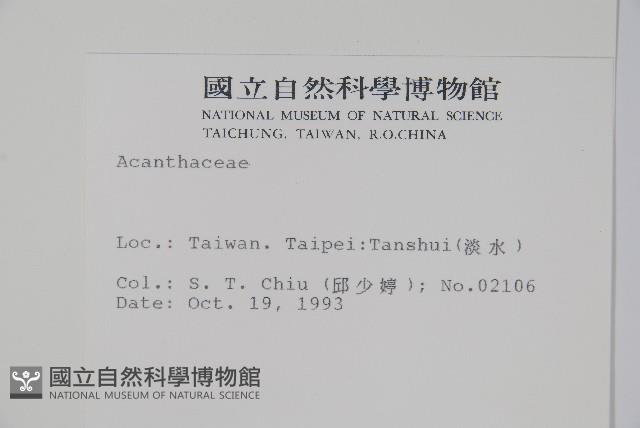 國立自然科學博物館
NATIONAL MUSEUM OF NATURAL SCIENCE
TAICHUNG, TAIWAN, R.O.CHINA
Acanthaceae
Loc.: Taiwan. Taipei:Tanshui(淡水)
Col.: S. T. Chiu (邱少婷); No.02106
Date: Oct. 19, 1993
國立自然科學博物館
NATIONAL MUSEUM OF NATURAL SCIENCE